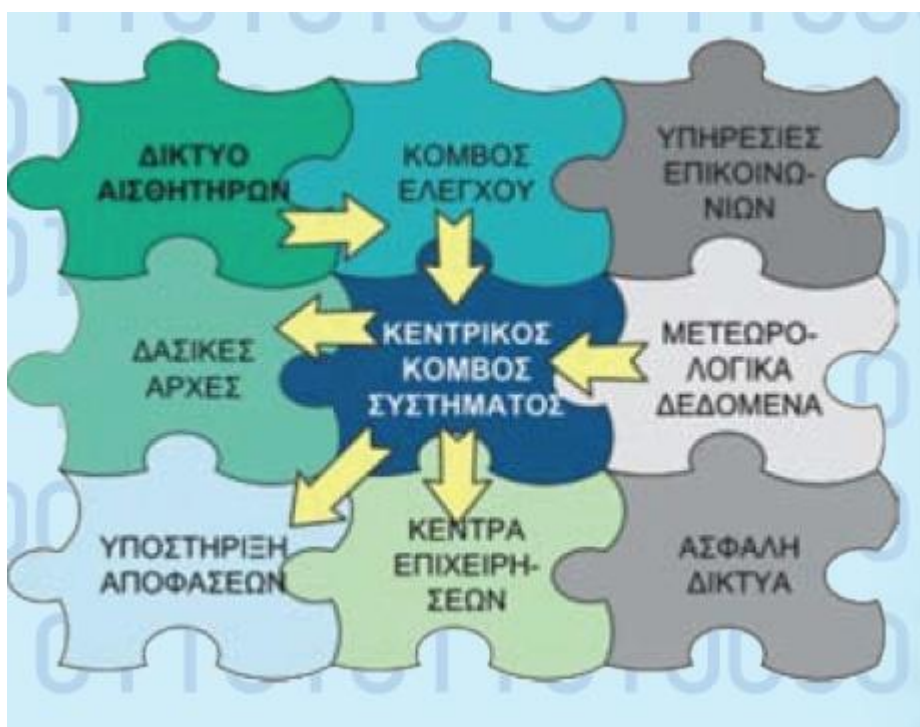 ΔΙΚΤΥΟ
ΑΙΣΘΗΤΗΡΩΝ
ΚΟΜΒΟΣ
ΕΛΕΓΧΟΥ
ΥΠΗΡΕΣΙΕΣ
ΕΠΙΚΟΙΝΩ-
ΝΙΩΝ
ΔΑΣΙΚΕΣ
ΑΡΧΕΣ
ΚΕΝΤΡΙΚΟΣ
ΚΟΜΒΟΣ
ΣΥΣΤΗΜΑΤΟΣ
ΜΕΤΕΩΡΟ-
ΛΟΓΙΚΑ
ΔΕΔΟΜΕΝΑ
ΥΠΟΣΤΗΡΙΞΗ
ΑΠΟΦΑΣΕΩΝ
ΚΕΝΤΡΑ
ΕΠΙΧΕΙΡΗ-
ΣΕΩΝ
ΑΣΦΑΛΗ
ΔΙΚΤΥΑ